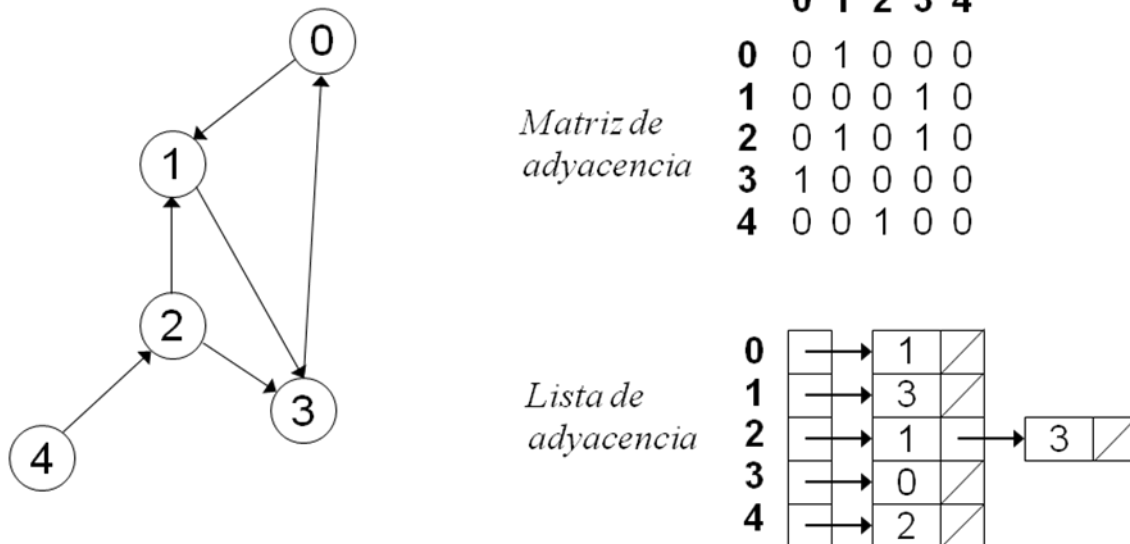 0
1
2
3
4
0 1 2 3 4
0 0 1 0 0 0
1 0 0 0 1 0
Matriz de
adyacencia
2 0 1 0 1 0
3 1 0 0 0 0
4 0 0 1 0 0
Lista de
adyacencia
0 1
1 3
2 1 3
3 0
4 2